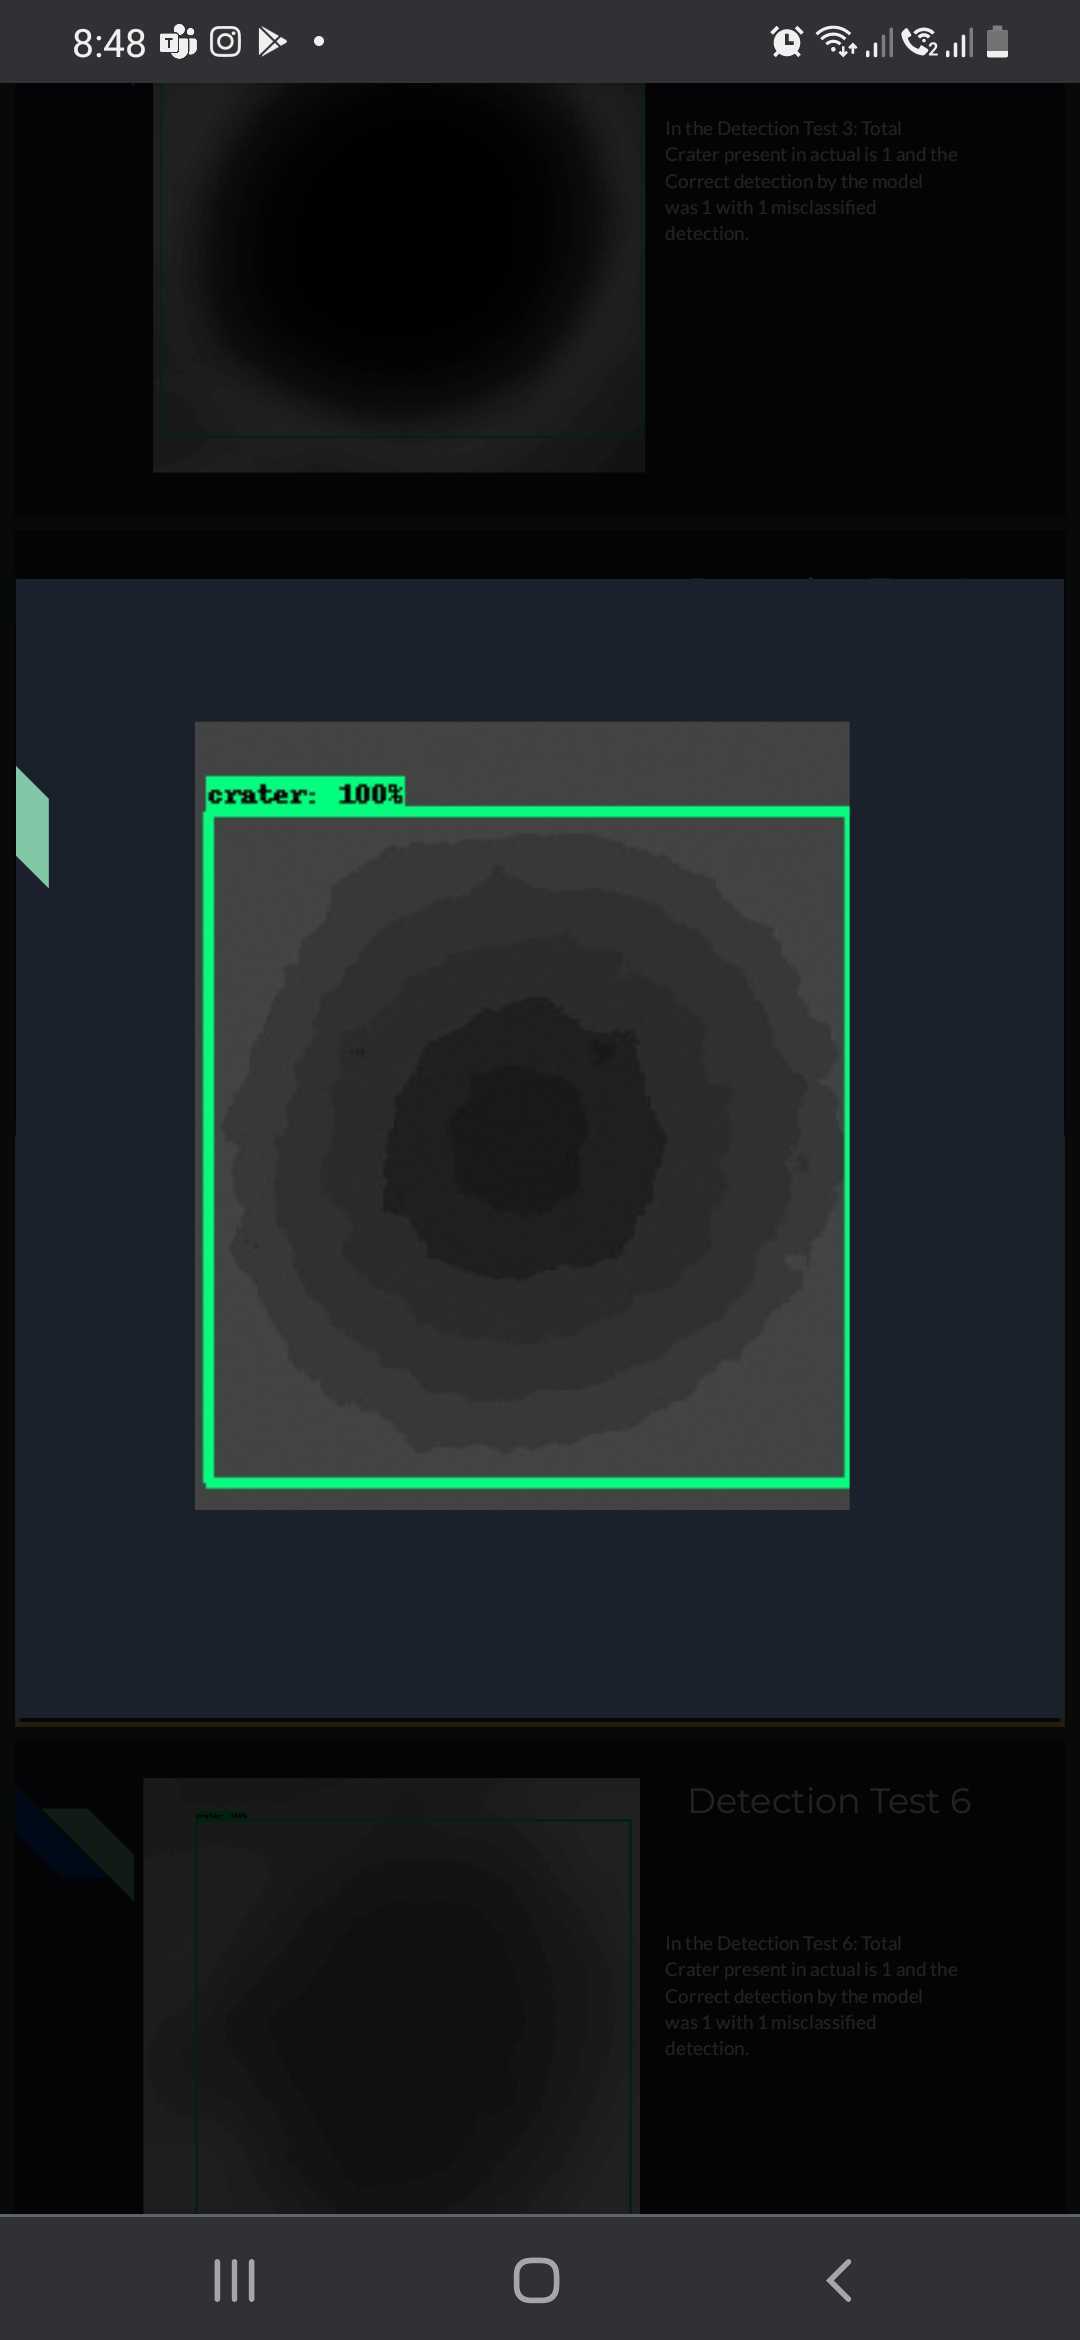 8:48
In the Detection Test 3: Total
Crater present in actual is 1 and the
Correct detection by the model
was 1 with 1 misclassified
detection.
crater: 100%
Detection Test 6
crater: 100%
In the Detection Test 6: Total
Crater present in actual is 1 and the
Correct detection by the model
was 1 with 1 misclassified
detection.